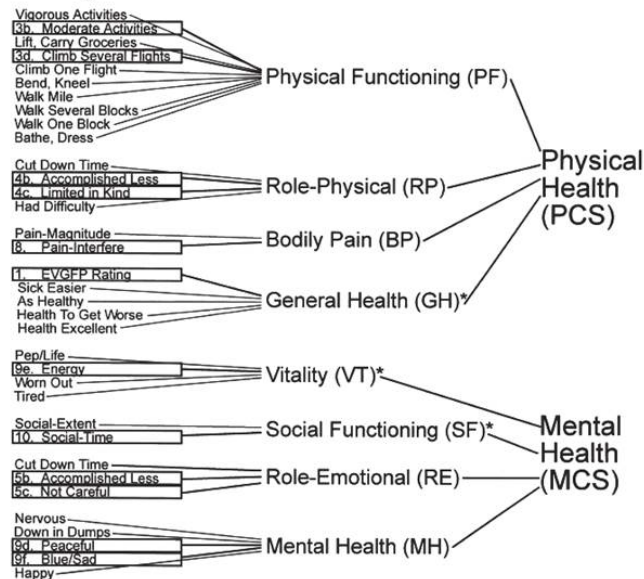 Vigorous Activities
3b. Moderate Activities
Lift, Carry Groceries
3d. Climb Several Flights
Climb One Flight
Bend, Kneel
Walk Mile
Walk Several Blocks
Walk One Block
Bathe, Dress
Physical Functioning (PF)
Cut Down Time
4b. Accomplished Less
4c. Limited in Kind
Had Difficulty
Role-Physical (RP)
Pain-Magnitude
8. Pain-Interfere
Bodily Pain (BP)
1. EVGFP Rating
Sick Easier
As Healthy
Health To Get Worse
Health Excellent
General Health (GH)*
Physical
Health
(PCS)
Pep/Life
9e. Energy
Worn Out
Tired
Vitality (VT)*
Social-Extent
10. Social-Time
Social Functioning (SF)*
Cut Down Time
5b. Accomplished Less
5c. Not Careful
Role-Emotional (RE)
Nervous
Down in Dumps
9d. Peaceful
9f. Blue/Sad
Happy
Mental Health (MH)
Mental
Health
(MCS)